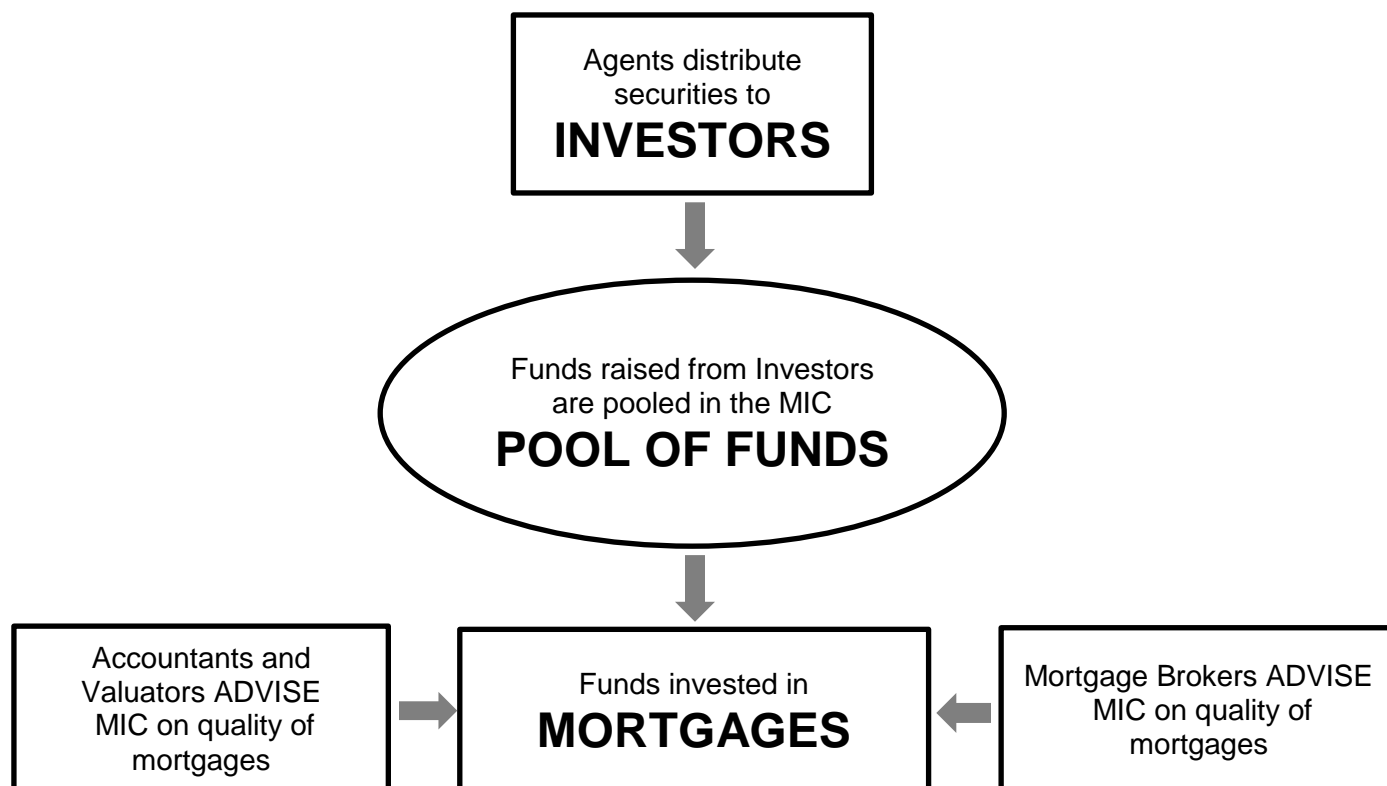 Agents distribute
securities to
INVESTORS
Funds raised from Investors
are pooled in the MIC
POOL OF FUNDS
Accountants and
Valuators ADVISE
MIC on quality of
mortgages
Funds invested in
MORTGAGES
Mortgage Brokers ADVISE
MIC on quality of
mortgages